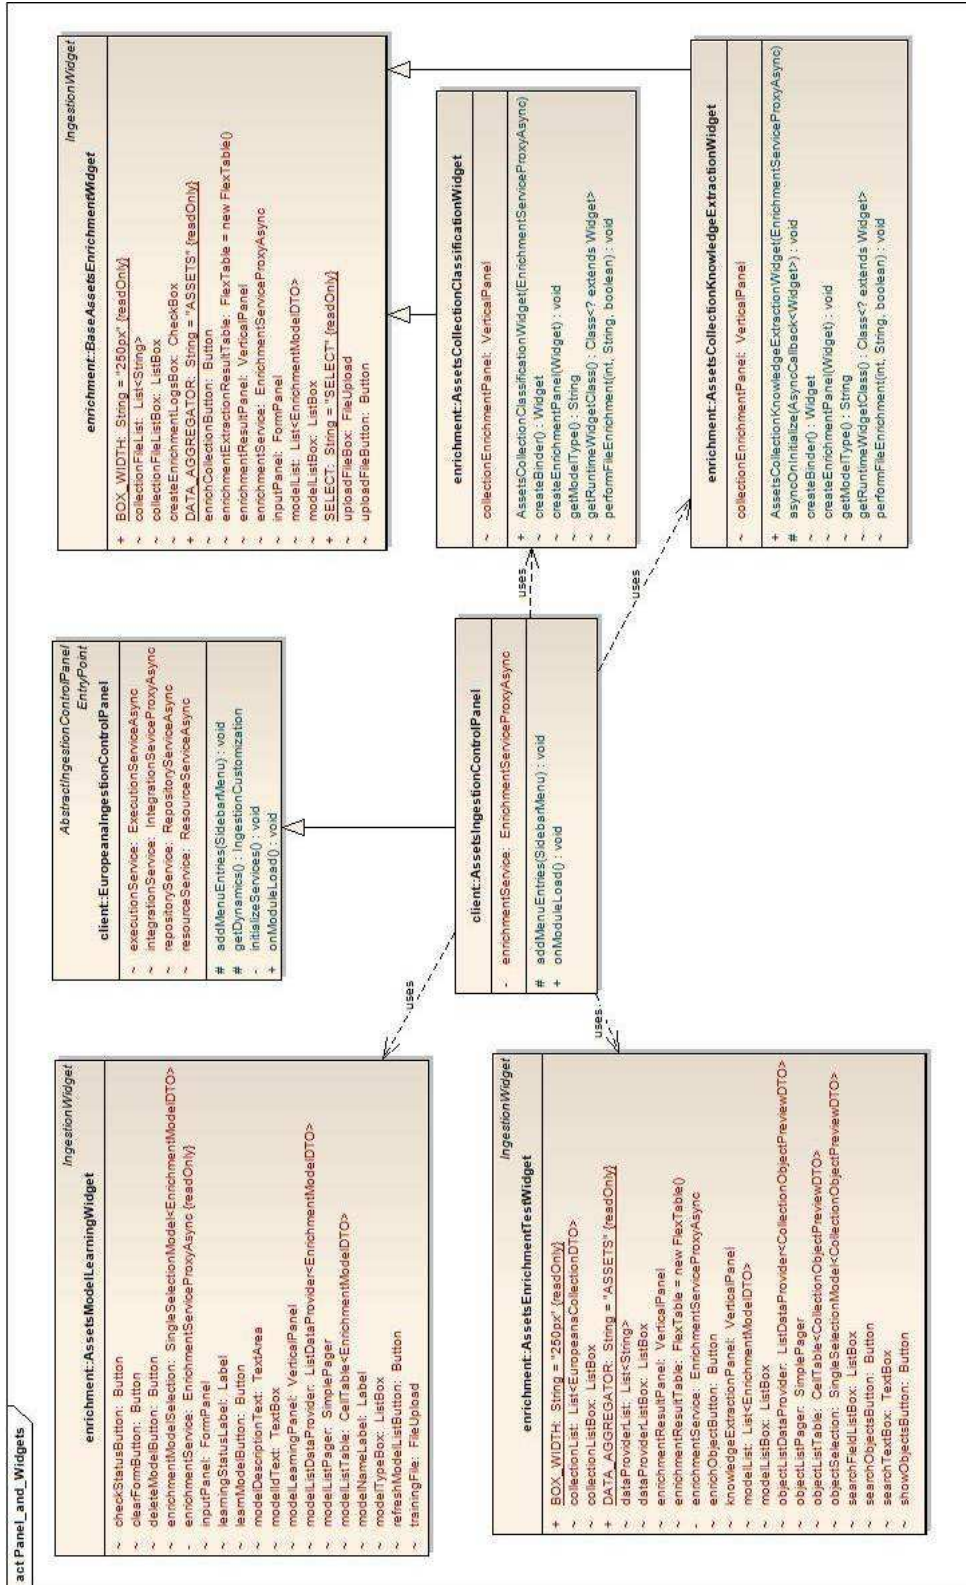 act Panel_and_Widgets
IngestionWidget
enrichment::AssetsModelLearningWidget
~ checkStatusButton: Button
~ clearFormButton: Button
~ deleteModelButton: Button
~ enrichmentModelSelection: SingleSelectionModel<EnrichmentModelDTO>
- enrichmentService: EnrichmentServiceProxyAsync {readOnly}
~ inputPanel: FormPanel
~ learningStatusLabel: Label
~ learnModelButton: Button
~ modelDescriptionText: TextArea
~ modelIdText: TextBox
~ modelLearningPanel: VerticalPanel
~ modelListDataProvider: ListDataProvider<EnrichmentModelDTO>
~ modelListPager: SimplePager
~ modelListTable: CellTable<EnrichmentModelDTO>
~ modelNameLabel: Label
~ modelTypeBox: ListBox
~ refreshModelListButton: Button
~ trainingFile: FileUpload
AbstractIngestionControlPanel
EntryPoint
client::EuropeanaIngestionControlPanel
~ executionService: ExecutionServiceAsync
~ integrationService: IntegrationServiceProxyAsync
~ repositoryService: RepositoryServiceAsync
~ resourceService: ResourceServiceAsync
# addMenuEntries(SidebarMenu) : void
# getDynamics() : IngestionCustomization
- initializeServices() : void
+ onModuleLoad() : void
IngestionWidget
enrichment::BaseAssetsEnrichmentWidget
+ BOX_WIDTH: String = "250px" {readOnly}
~ collectionFileList: List<String>
~ collectionFileListBox: ListBox
~ createEnrichmentLogsBox: CheckBox
+ DATA_AGGREGATOR: String = "ASSETS" {readOnly}
~ enrichCollectionButton: Button
~ enrichmentExtractionResultTable: FlexTable = new FlexTable()
~ enrichmentResultPanel: VerticalPanel
~ enrichmentService: EnrichmentServiceProxyAsync
~ inputPanel: FormPanel
~ modelList: List<EnrichmentModelDTO>
~ modelListBox: ListBox
+ SELECT: String = "SELECT" {readOnly}
~ uploadFileBox: FileUpload
~ uploadFileButton: Button
uses
uses
uses
uses
client::AssetsIngestionControlPanel
- enrichmentService: EnrichmentServiceProxyAsync
# addMenuEntries(SidebarMenu) : void
+ onModuleLoad() : void
enrichment::AssetsCollectionClassificationWidget
~ collectionEnrichmentPanel: VerticalPanel
+ AssetsCollectionClassificationWidget(EnrichmentServiceProxyAsync)
~ createBinder() : Widget
~ createEnrichmentPanel(Widget) : void
~ getModelType() : String
~ getRuntimeWidgetClass() : Class<? extends Widget>
~ performFileEnrichment(int, String, boolean) : void
IngestionWidget
enrichment::AssetsEnrichmentTestWidget
+ BOX_WIDTH: String = "250px" {readOnly}
~ collectionList: List<EuropeanaCollectionDTO>
~ collectionListBox: ListBox
+ DATA_AGGREGATOR: String = "ASSETS" {readOnly}
~ dataProviderList: List<String>
~ dataProviderListBox: ListBox
~ enrichmentResultPanel: VerticalPanel
~ enrichmentResultTable: FlexTable = new FlexTable()
- enrichmentService: EnrichmentServiceProxyAsync
~ enrichObjectButton: Button
~ knowledgeExtractionPanel: VerticalPanel
~ modelList: List<EnrichmentModelDTO>
~ modelListBox: ListBox
~ objectListDataProvider: ListDataProvider<CollectionObjectPreviewDTO>
~ objectListPager: SimplePager
~ objectListTable: CellTable<CollectionObjectPreviewDTO>
~ objectSelection: SingleSelectionModel<CollectionObjectPreviewDTO>
~ searchFieldListBox: ListBox
~ searchObjectsButton: Button
~ searchTextBox: TextBox
~ showObjectsButton: Button
enrichment::AssetsCollectionKnowledgeExtractionWidget
~ collectionEnrichmentPanel: VerticalPanel
+ AssetsCollectionKnowledgeExtractionWidget(EnrichmentServiceProxyAsync)
# asyncOnInitialize(AsyncCallback<Widget>) : void
~ createBinder() : Widget
~ createEnrichmentPanel(Widget) : void
~ getModelType() : String
~ getRuntimeWidgetClass() : Class<? extends Widget>
~ performFileEnrichment(int, String, boolean) : void